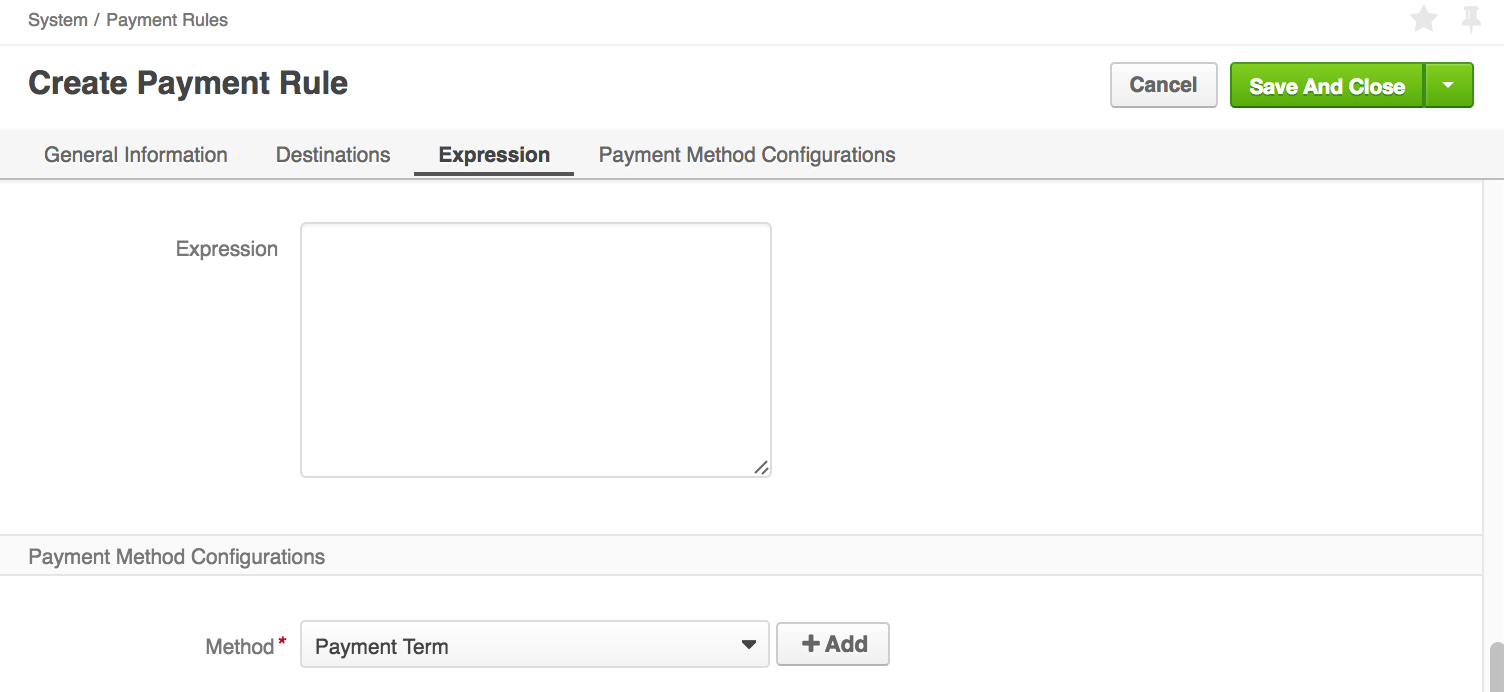 System / Payment Rules
Create Payment Rule
Cancel
Save And Close
General Information
Destinations
Expression
Payment Method Configurations
Expression
Payment Method Configurations
Method*
Payment Term
+ Add